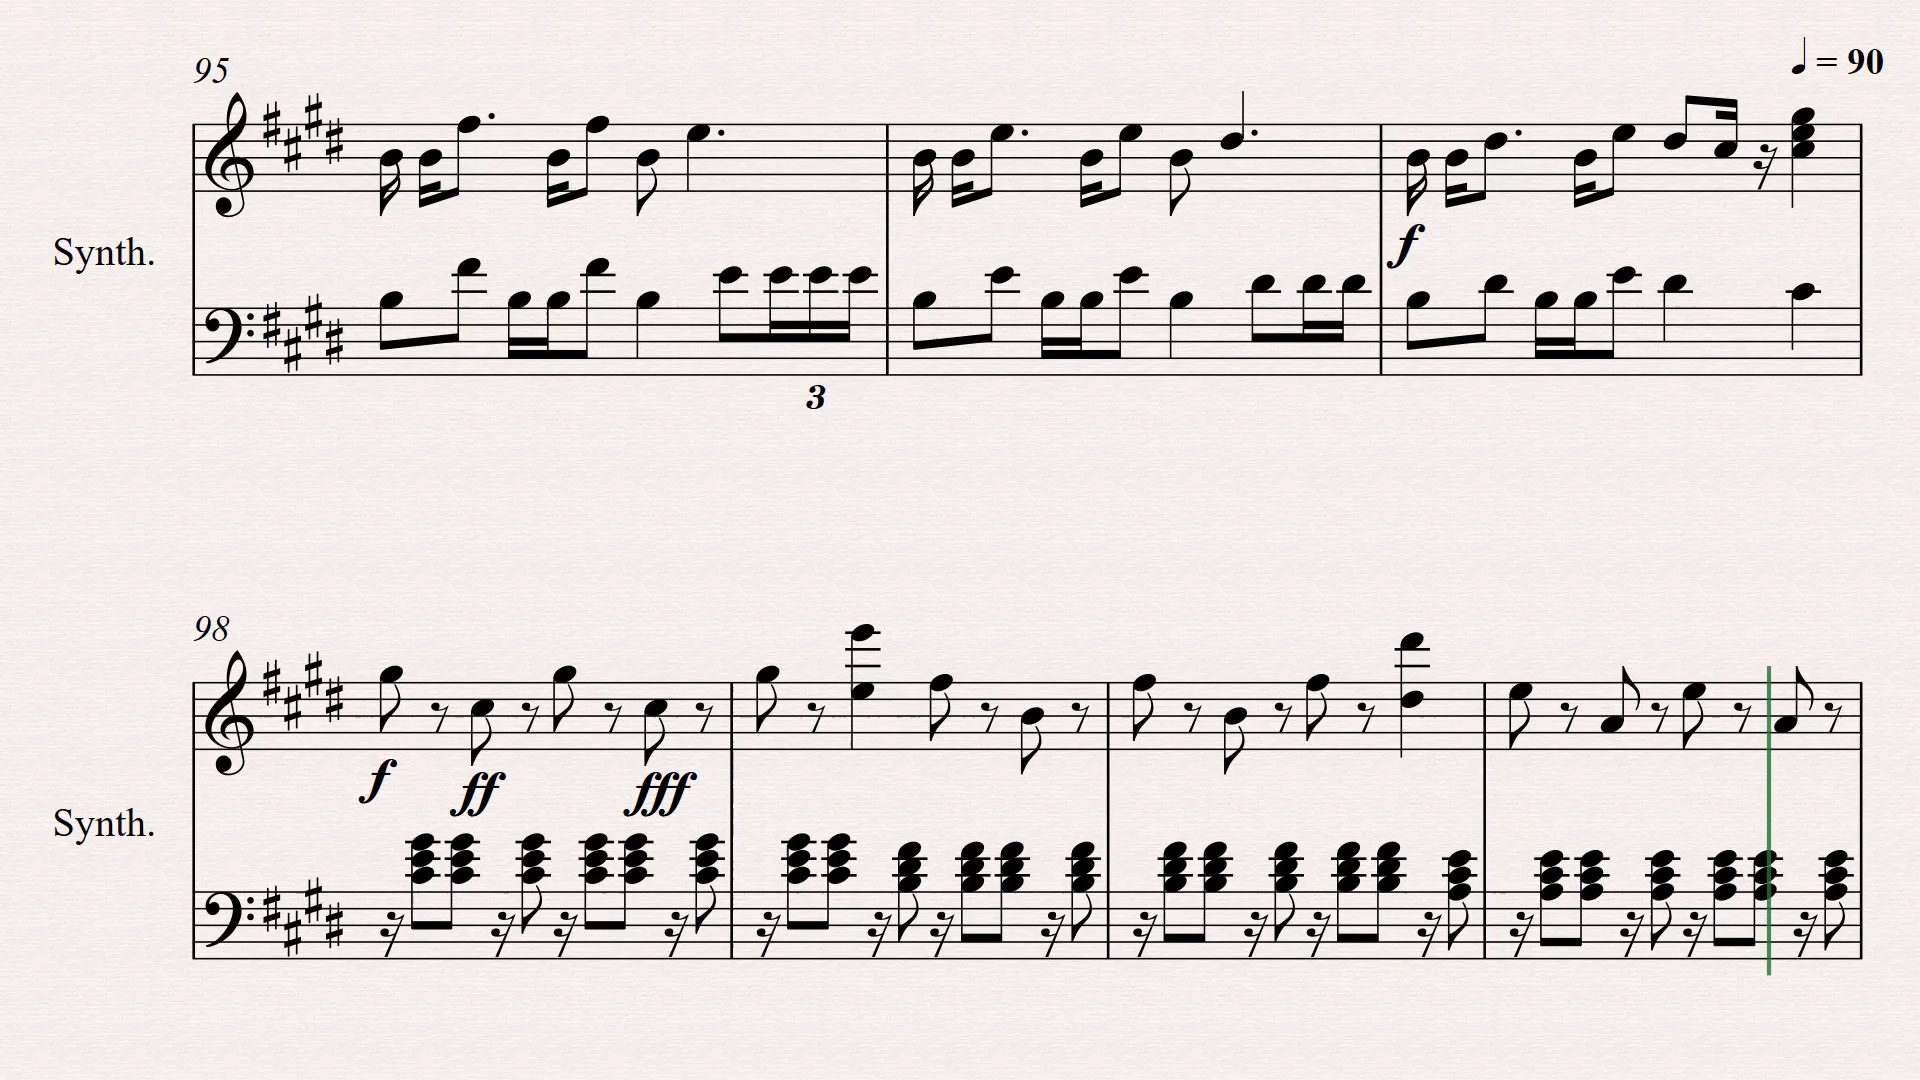 95
♩ = 90
Synth.
f
3
98
Synth.
f ff fff